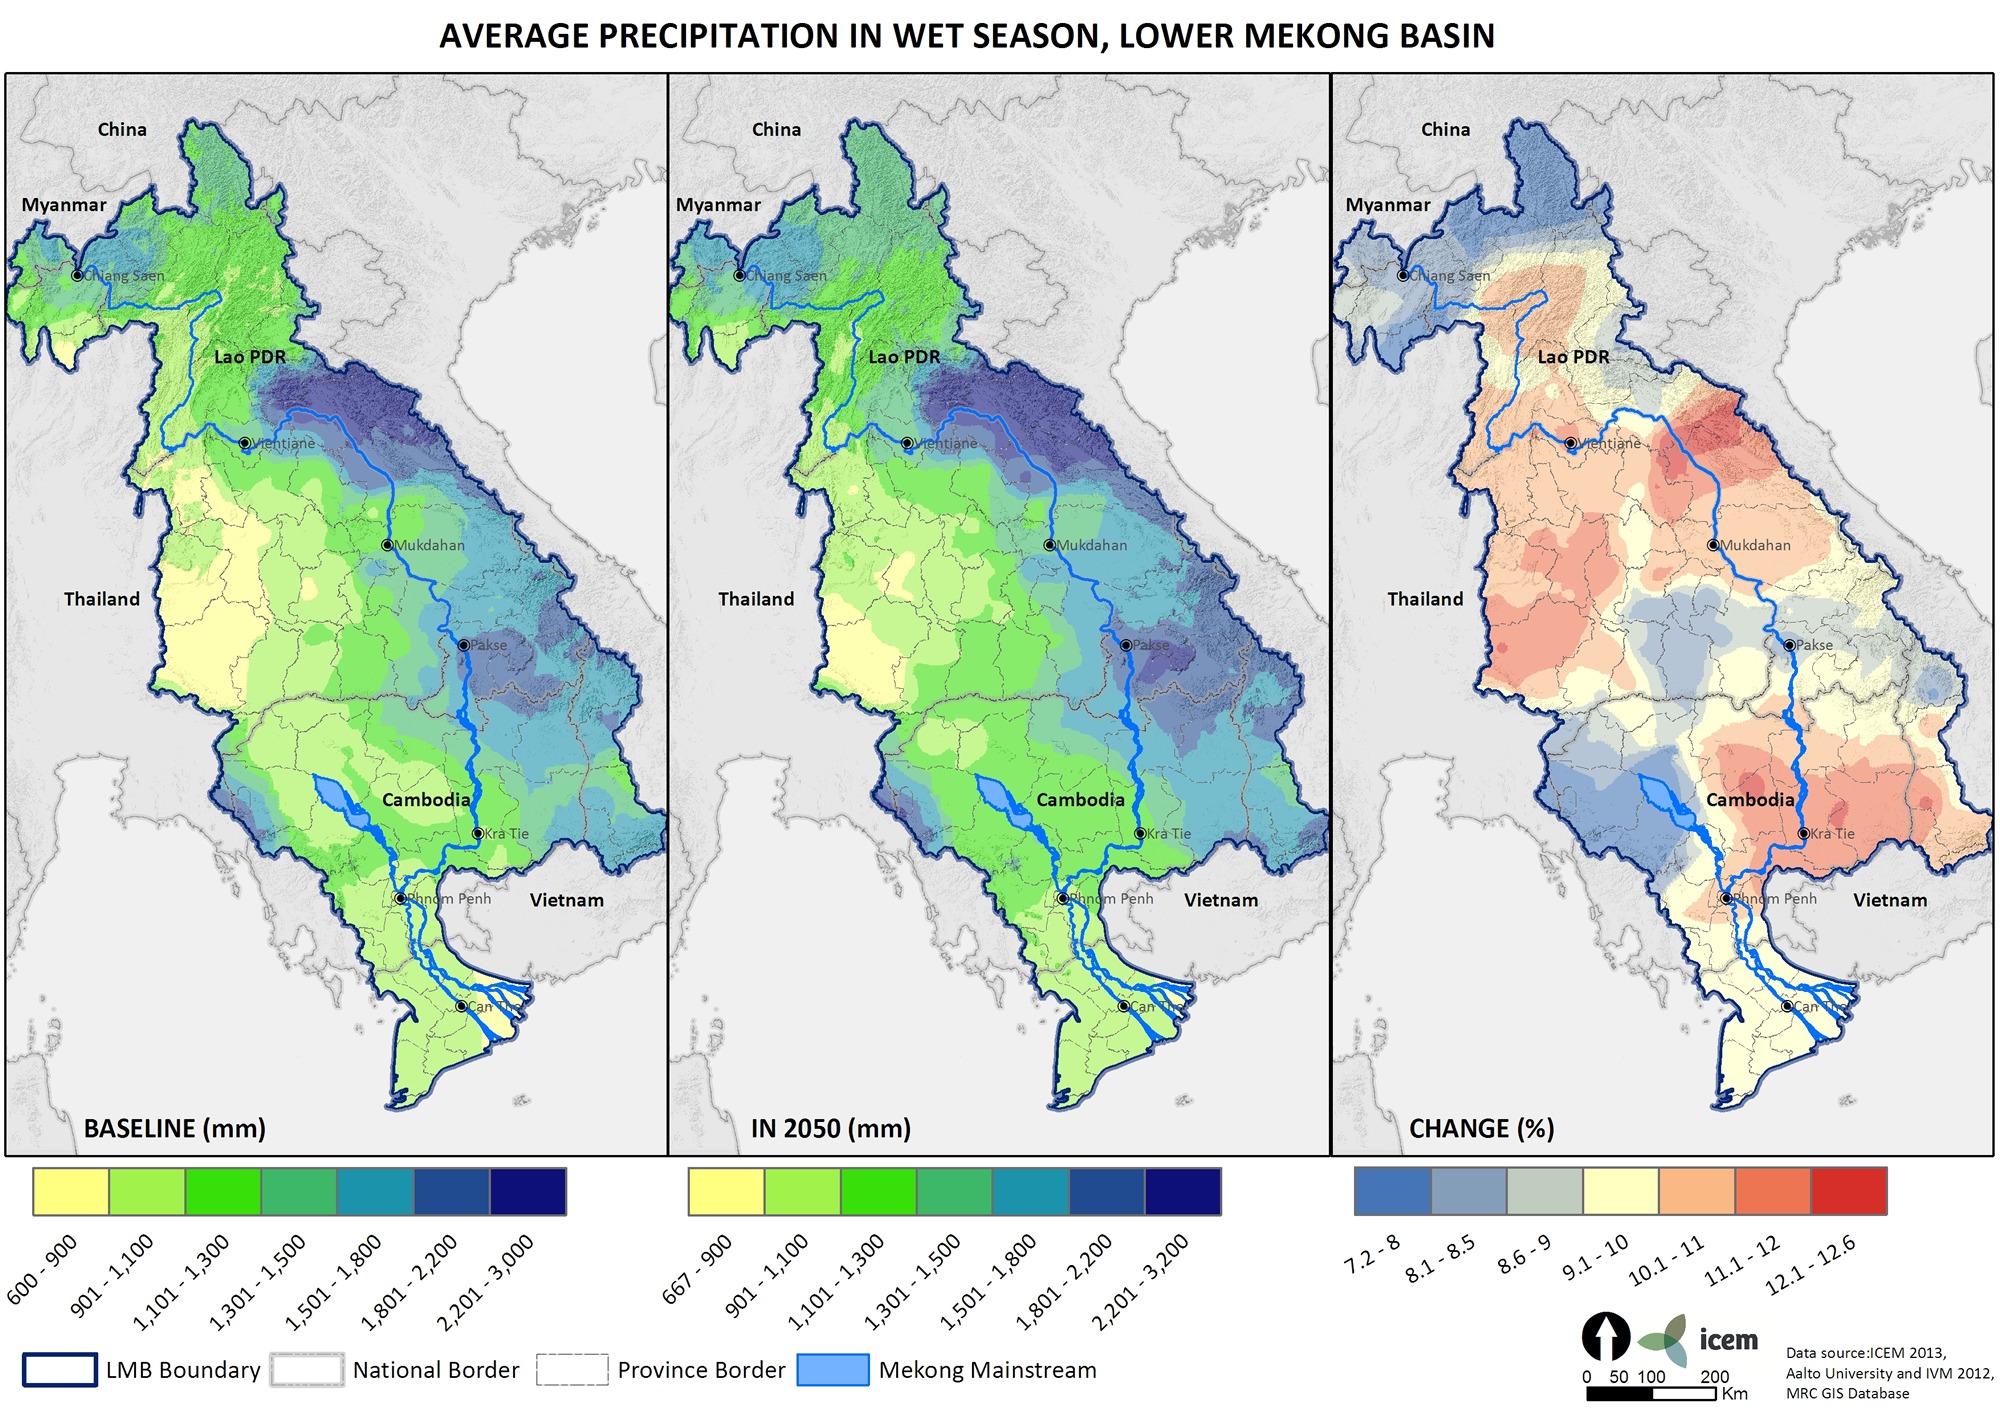 AVERAGE PRECIPITATION IN WET SEASON, LOWER MEKONG BASIN
China
Myanmar
Chiang Saen
Lao PDR
Vientiane
Mukdahan
Thailand
Pakse
Cambodia
Kra Tie
Phnom Penh
Vietnam
Can Tho
BASELINE (mm)
China
Myanmar
Chiang Saen
Lao PDR
Vientiane
Mukdahan
Thailand
Pakse
Cambodia
Kra Tie
Phnom Penh
Vietnam
Can Tho
IN 2050 (mm)
China
Myanmar
Chiang Saen
Lao PDR
Vientiane
Mukdahan
Thailand
Pakse
Cambodia
Kra Tie
Phnom Penh
Vietnam
Can Tho
CHANGE (%)
600 - 900
901 - 1,100
1,101 - 1,300
1,301 - 1,500
1,501 - 1,800
1,801 - 2,200
2,201 - 3,000
667 - 900
901 - 1,100
1,101 - 1,300
1,301 - 1,500
1,501 - 1,800
1,801 - 2,200
2,201 - 3,200
7.2 - 8
8.1 - 8.5
8.6 - 9
9.1 - 10
10.1 - 11
11.1 - 12
12.1 - 12.6
LMB Boundary
National Border
Province Border
Mekong Mainstream
icem
0 50 100 200
Km
Data source:ICEM 2013,
Aalto University and IVM 2012,
MRC GIS Database